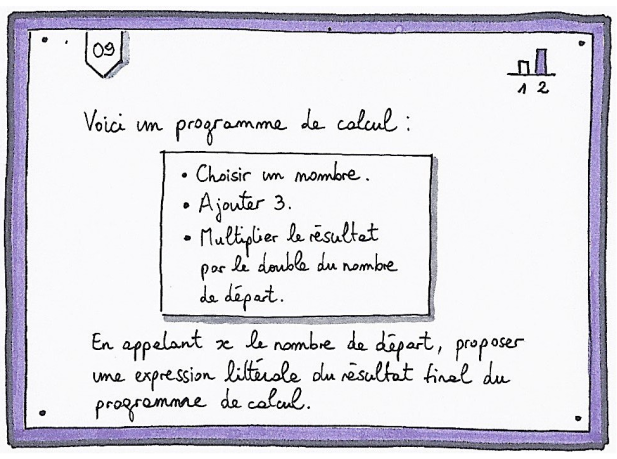 09
1 2
Voici un programme de calcul :
• Choisir un nombre.
• Ajouter 3.
• Multiplier le résultat
par le double du nombre
de départ.
En appelant x le nombre de départ, proposer
une expression littérale du résultat final du
programme de calcul.